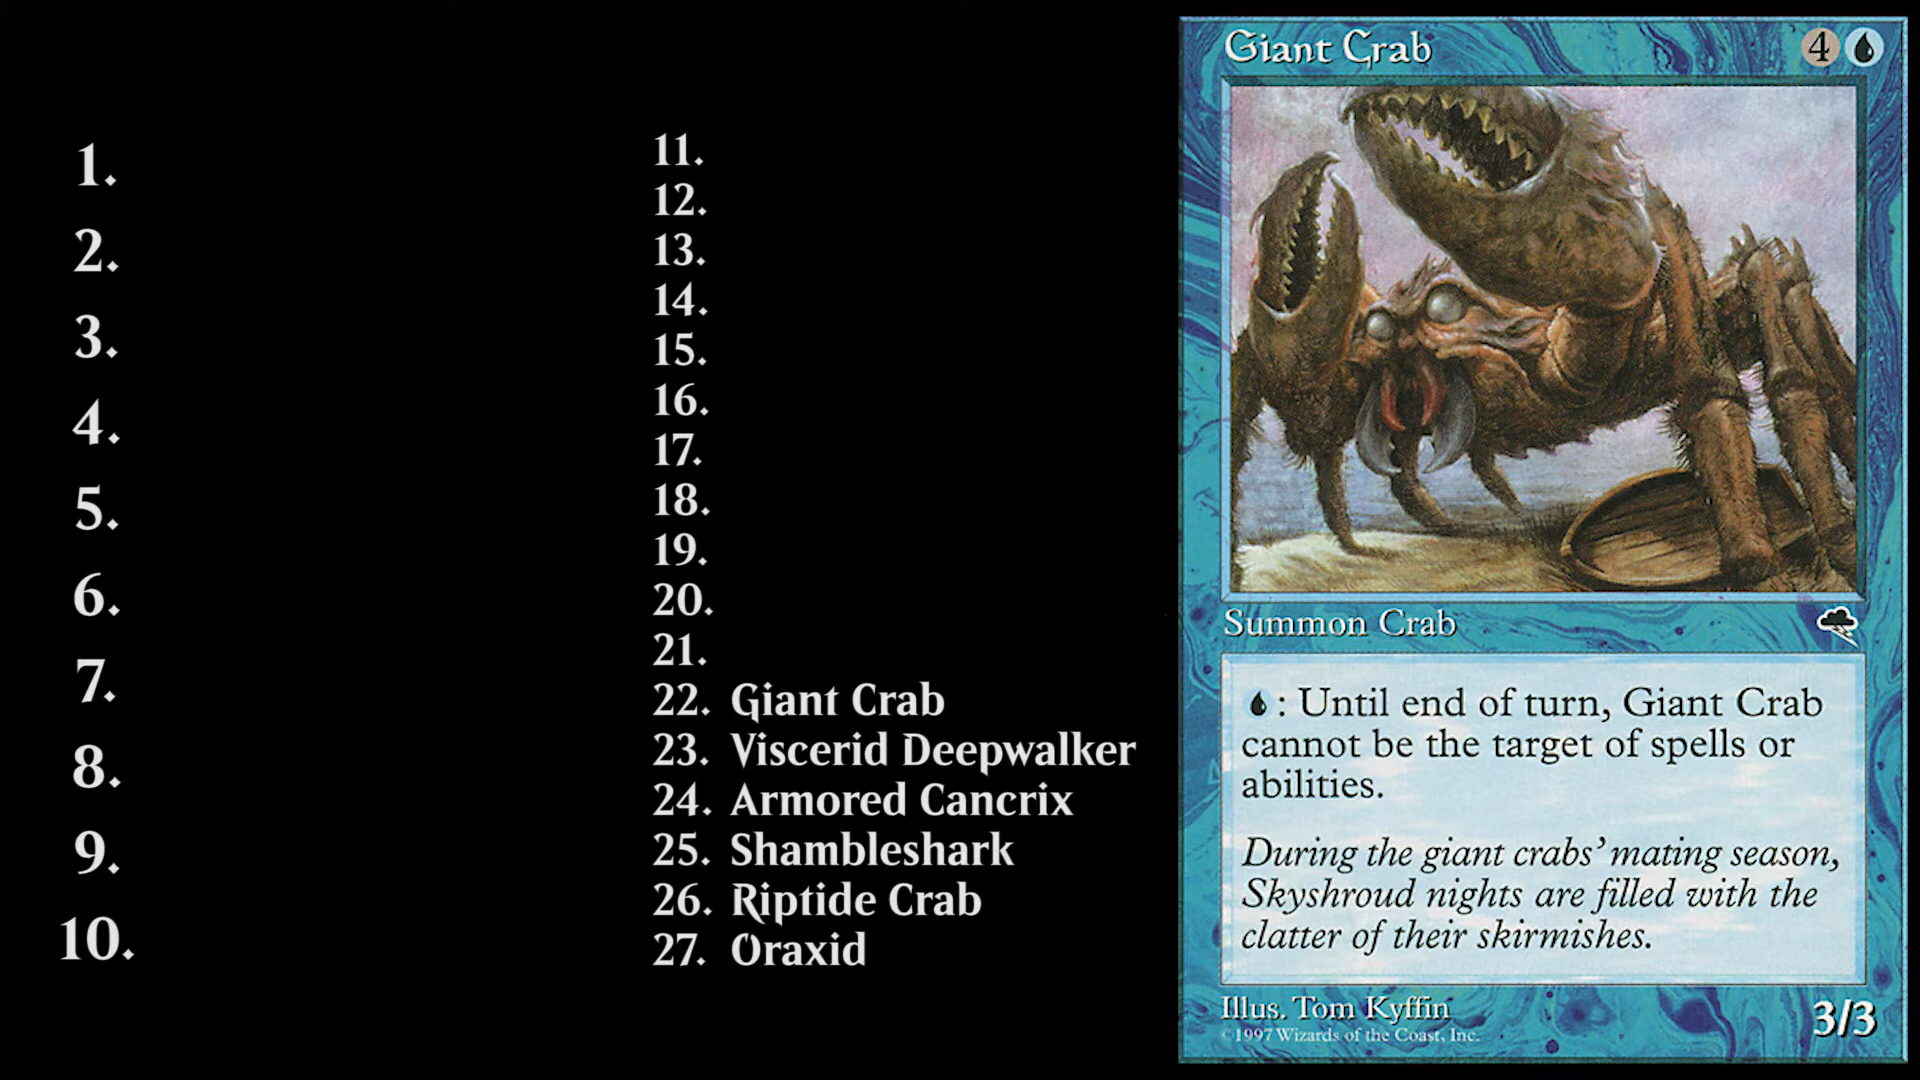 1.
2.
3.
4.
5.
6.
7.
8.
9.
10.
11.
12.
13.
14.
15.
16.
17.
18.
19.
20.
21.
22. Giant Crab
23. Viscerid Deepwalker
24. Armored Cancrix
25. Shambleshark
26. Riptide Crab
27. Oraxid
Giant Crab 4
Summon Crab
: Until end of turn, Giant Crab
cannot be the target of spells or
abilities.
During the giant crabs' mating season,
Skyshroud nights are filled with the
clatter of their skirmishes.
Illus. Tom Kyffin
©1997 Wizards of the Coast, Inc.
3/3